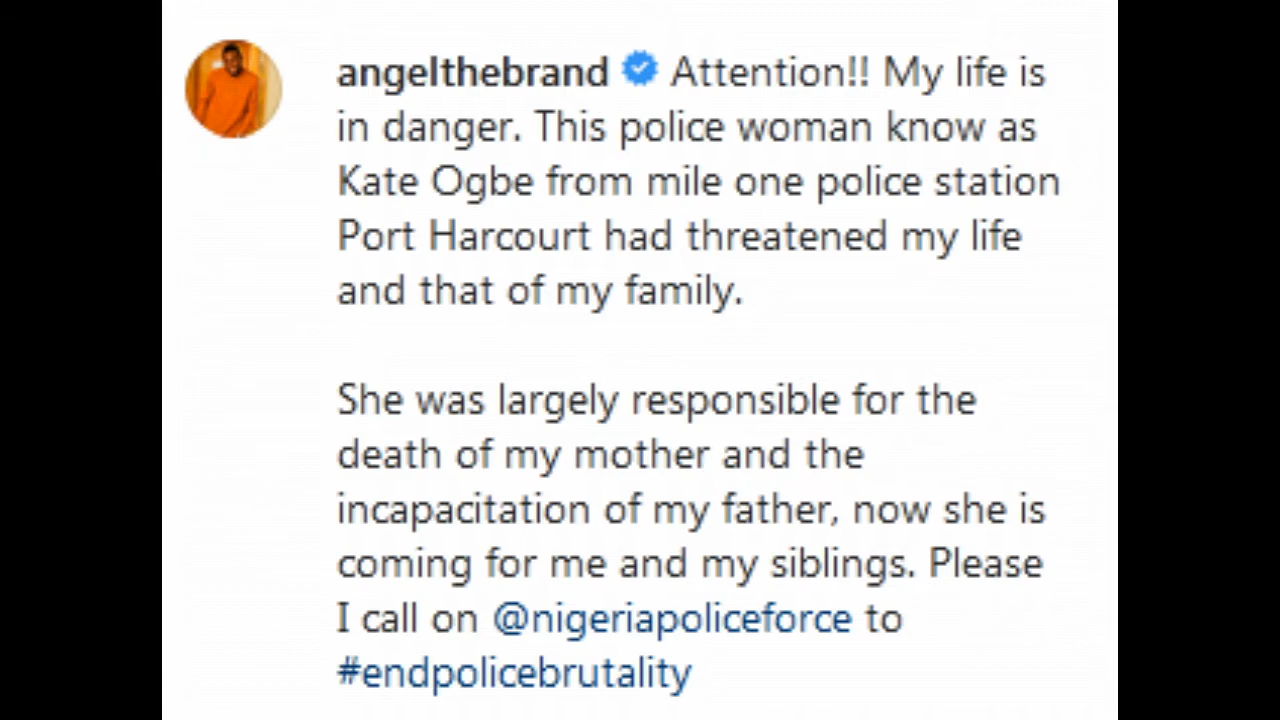 angelthebrand Attention!! My life is
in danger. This police woman know as
Kate Ogbe from mile one police station
Port Harcourt had threatened my life
and that of my family.
She was largely responsible for the
death of my mother and the
incapacitation of my father, now she is
coming for me and my siblings. Please
I call on @nigeriapoliceforce to
#endpolicebrutality